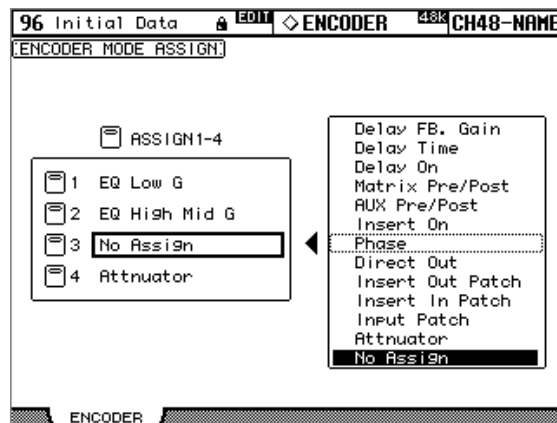 96 Initial Data EDIT ◇ENCODER 48K CH48-NAME
ENCODER MODE ASSIGN
ASSIGN1-4
1 EQ Low G
2 EQ High Mid G
3 No Assign
4 Attnuator
Delay FB. Gain
Delay Time
Delay On
Matrix Pre/Post
AUX Pre/Post
Insert On
Phase
Direct Out
Insert Out Patch
Insert In Patch
Input Patch
Attnuator
No Assign
ENCODER